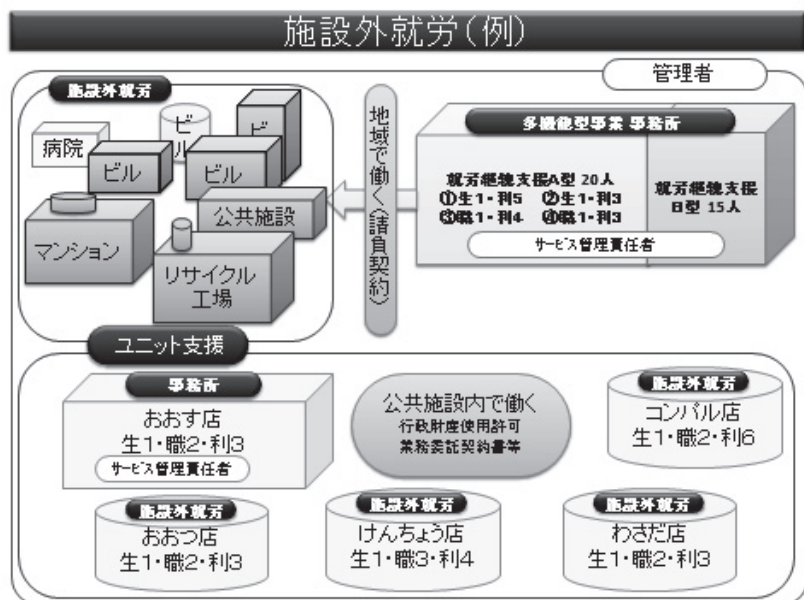 施設外就労(例)
管理者
施設外就労
病院
ビル
ビ
ビル
ビル
公共施設
マンション
リサイクル
工場
地域で働く(請負契約)
多機能型事業 事務所
就労継続支援A型 20人
①生1・利5 ②生1・利3
③職1・利4 ④職1・利3
サービス管理責任者
就労継続支援
B型 15人
ユニット支援
事務所
おおす店
生1・職2・利3
サービス管理責任者
公共施設内で働く
行政財産使用許可
業務委託契約書等
施設外就労
コンパル店
生1・職2・利6
施設外就労
おおつ店
生1・職2・利3
施設外就労
けんちょう店
生1・職3・利4
施設外就労
わさだ店
生1・職2・利3